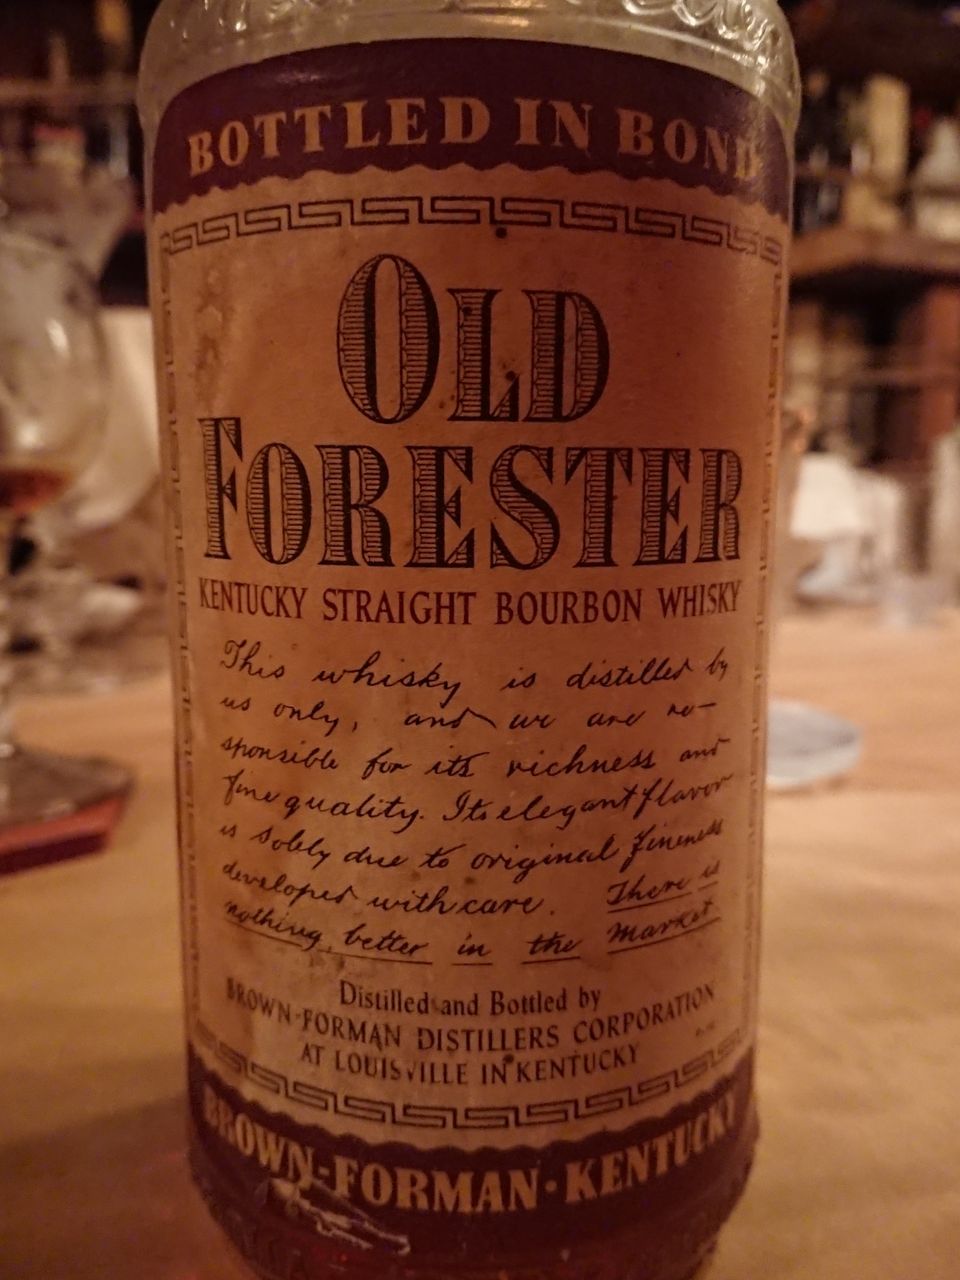 BOTTLED IN BOND
OLD
FORESTER
KENTUCKY STRAIGHT BOURBON WHISKY
This whisky is distilled by
us only, and we are re-
sponsible for its richness and
fine quality. Its elegant flavor
is solely due to original fineness
developed with care. There is
nothing better in the market.
Distilled and Bottled by
BROWN-FORMAN DISTILLERS CORPORATION
AT LOUISVILLE IN KENTUCKY
BROWN-FORMAN · KENTUCKY